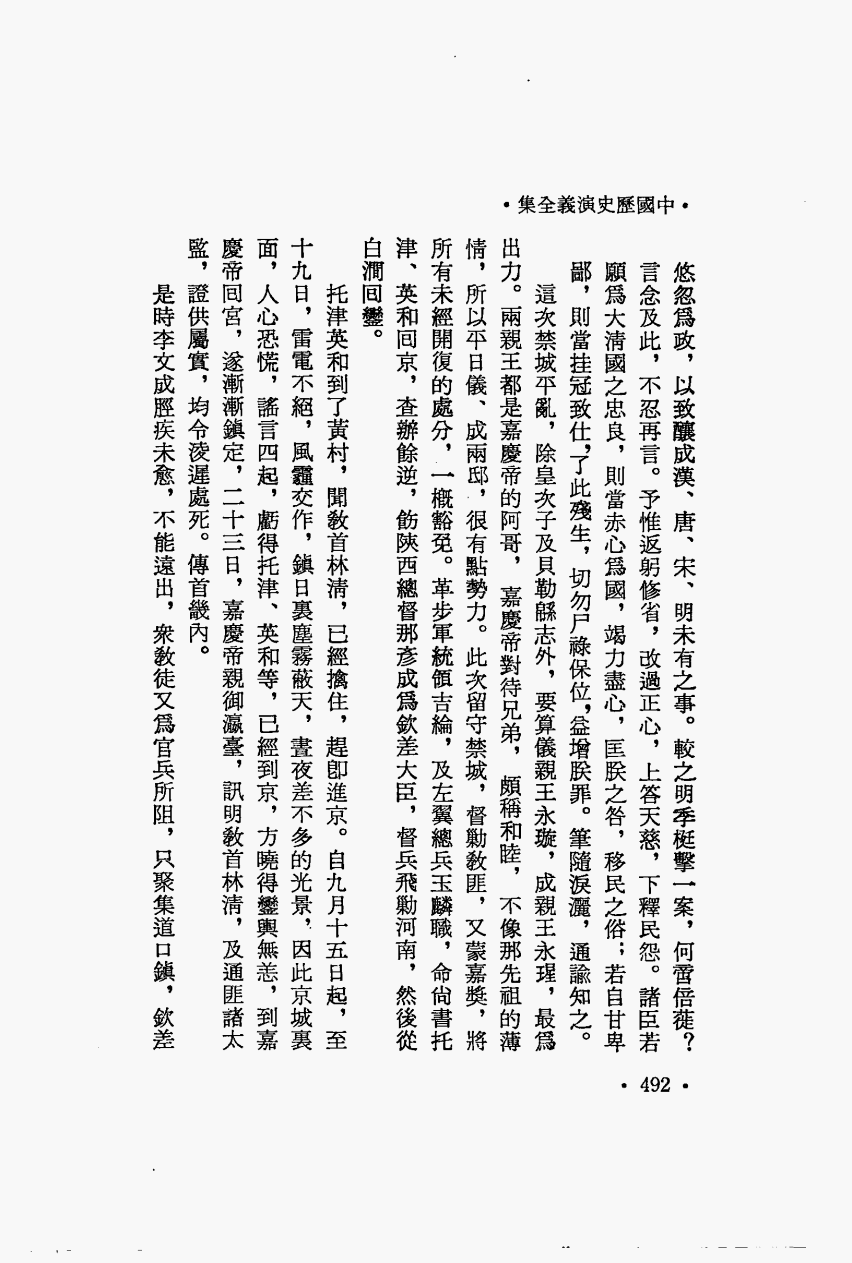 ·中國歷史演義全集·
悠忽爲政，以致釀成漢、唐、宋、明未有之事。較之明季梃擊一案，何啻倍蓰？
言念及此，不忍再言。予惟返躬修省，改過正心，上答天慈，下釋民怨。諸臣若
願爲大清國之忠良，則當赤心爲國，竭力盡心，匡朕之咎，移民之俗；若自甘卑
鄙，則當挂冠致仕，了此殘生，切勿尸祿保位，益增朕罪。筆隨淚灑，通諭知之。
這次禁城平亂，除皇次子及貝勒緜志外，要算儀親王永璇，成親王永瑆，最爲
出力。兩親王都是嘉慶帝的阿哥，嘉慶帝對待兄弟，頗稱和睦，不像那先祖的薄
情，所以平日儀、成兩邸，很有點勢力。此次留守禁城，督勦敎匪，又蒙嘉獎，將
所有未經開復的處分，一概豁免。革步軍統領吉綸，及左翼總兵玉麟職，命尙書托
津、英和回京，查辦餘逆，飭陝西總督那彥成爲欽差大臣，督兵飛勦河南，然後從
白澗回鑾。
托津英和到了黃村，聞敎首林清，已經擒住，趕卽進京。自九月十五日起，至
十九日，雷電不絕，風霾交作，鎮日裏塵霧蔽天，晝夜差不多的光景，因此京城裏
面，人心恐慌，謠言四起，虧得托津、英和等，已經到京，方曉得鑾輿無恙，到嘉
慶帝回宮，遂漸漸鎮定，二十三日，嘉慶帝親御瀛臺，訊明敎首林清，及通匪諸太
監，證供屬實，均令淩遲處死。傳首畿內。
是時李文成脛疾未愈，不能遠出，衆敎徒又爲官兵所阻，只聚集道口鎮，欽差
·492·